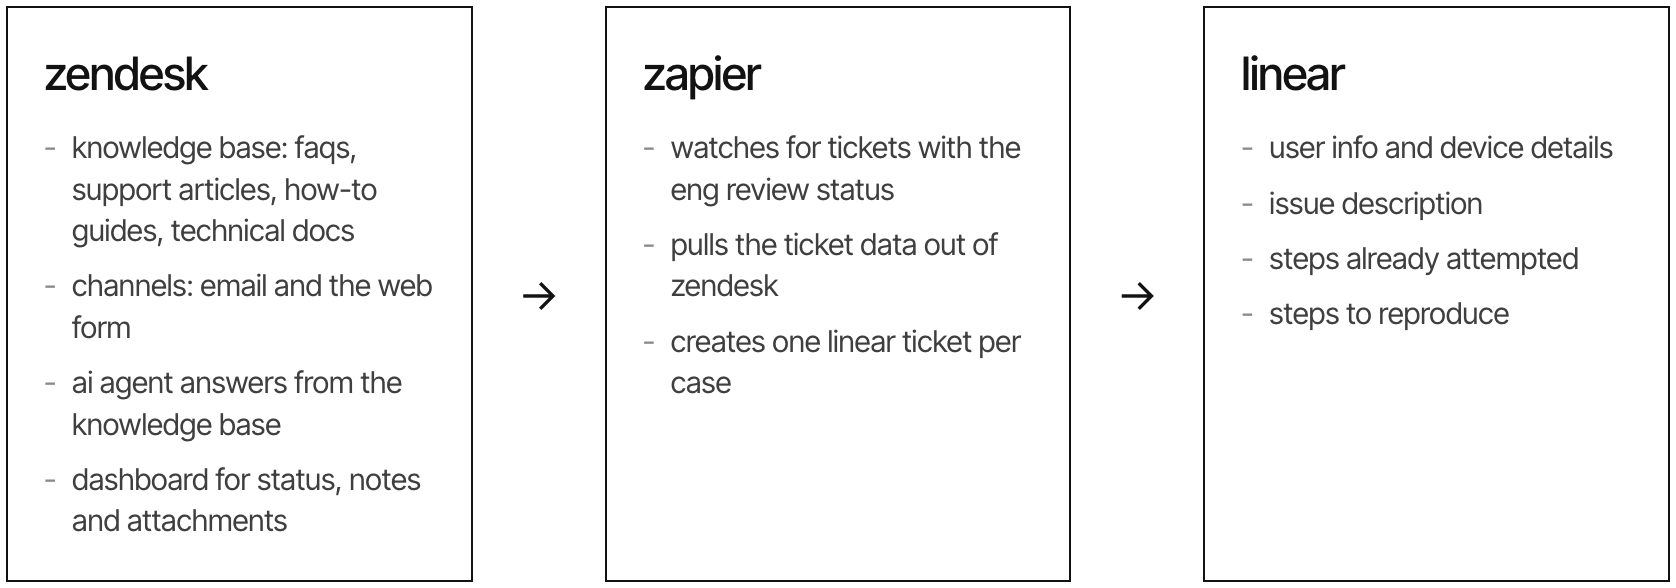 zendesk
- knowledge base: faqs,
support articles, how-to
guides, technical docs
- channels: email and the web
form
- ai agent answers from the
knowledge base
- dashboard for status, notes
and attachments
→
zapier
- watches for tickets with the
eng review status
- pulls the ticket data out of
zendesk
- creates one linear ticket per
case
→
linear
- user info and device details
- issue description
- steps already attempted
- steps to reproduce